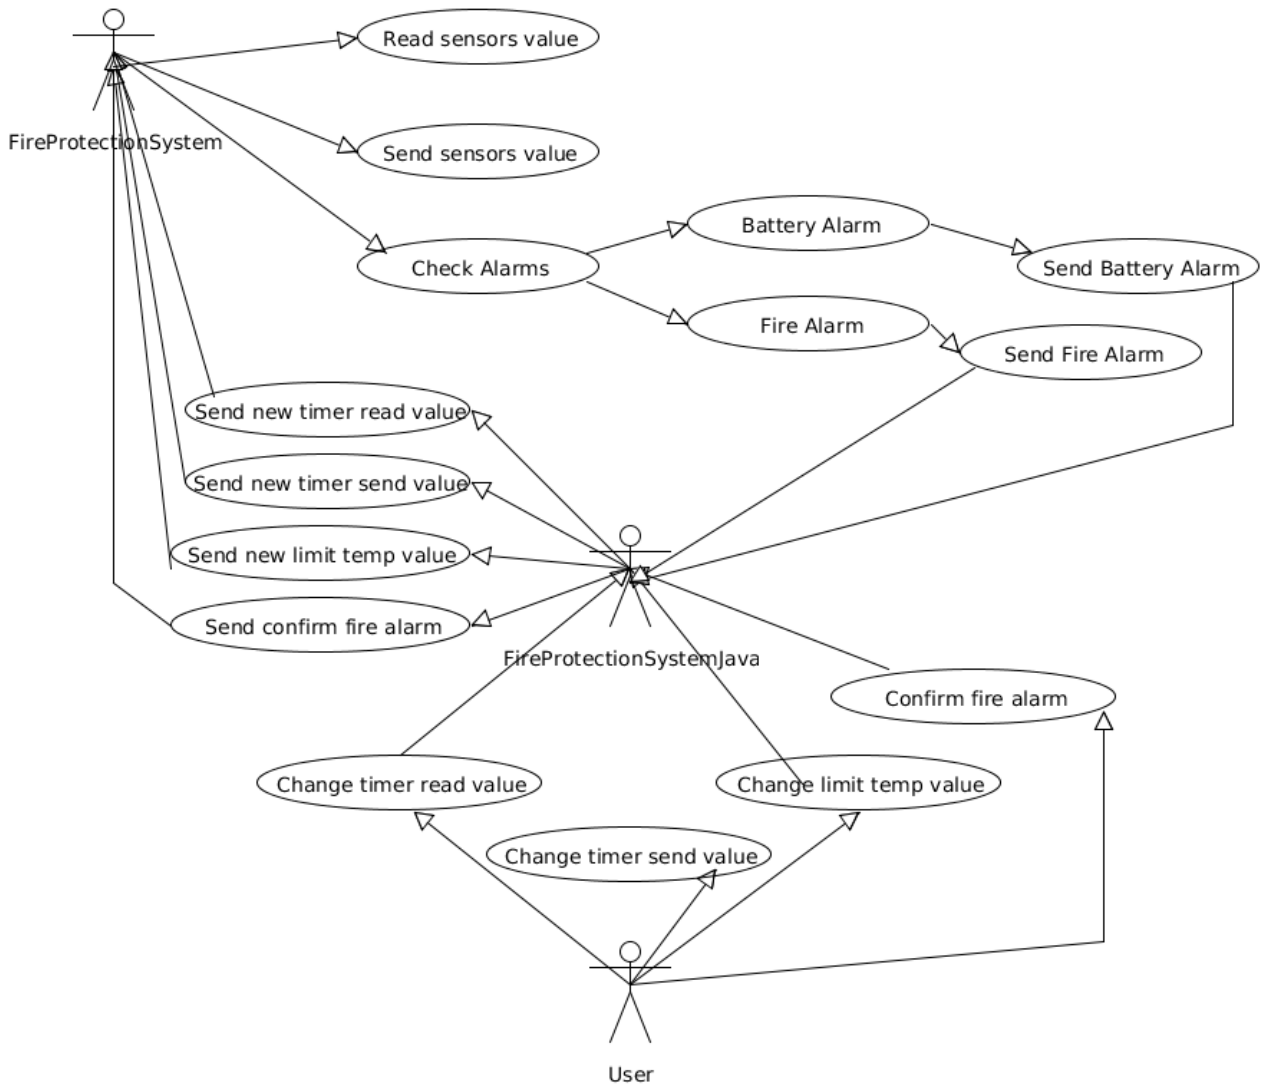 Read sensors value
FireProtectionSystem
Send sensors value
Battery Alarm
Check Alarms
Send Battery Alarm
Fire Alarm
Send Fire Alarm
Send new timer read value
Send new timer send value
Send new limit temp value
Send confirm fire alarm
FireProtectionSystemJava
Confirm fire alarm
Change timer read value
Change limit temp value
Change timer send value
User